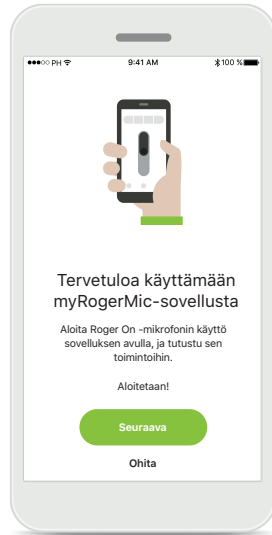 ●●●○○ PH 9:41 AM 100 %
Tervetuloa käyttämään
myRogerMic-sovellusta
Aloita Roger On -mikrofonin käyttö
sovelluksen avulla, ja tutustu sen
toimintoihin.
Aloitetaan!
Seuraava
Ohita